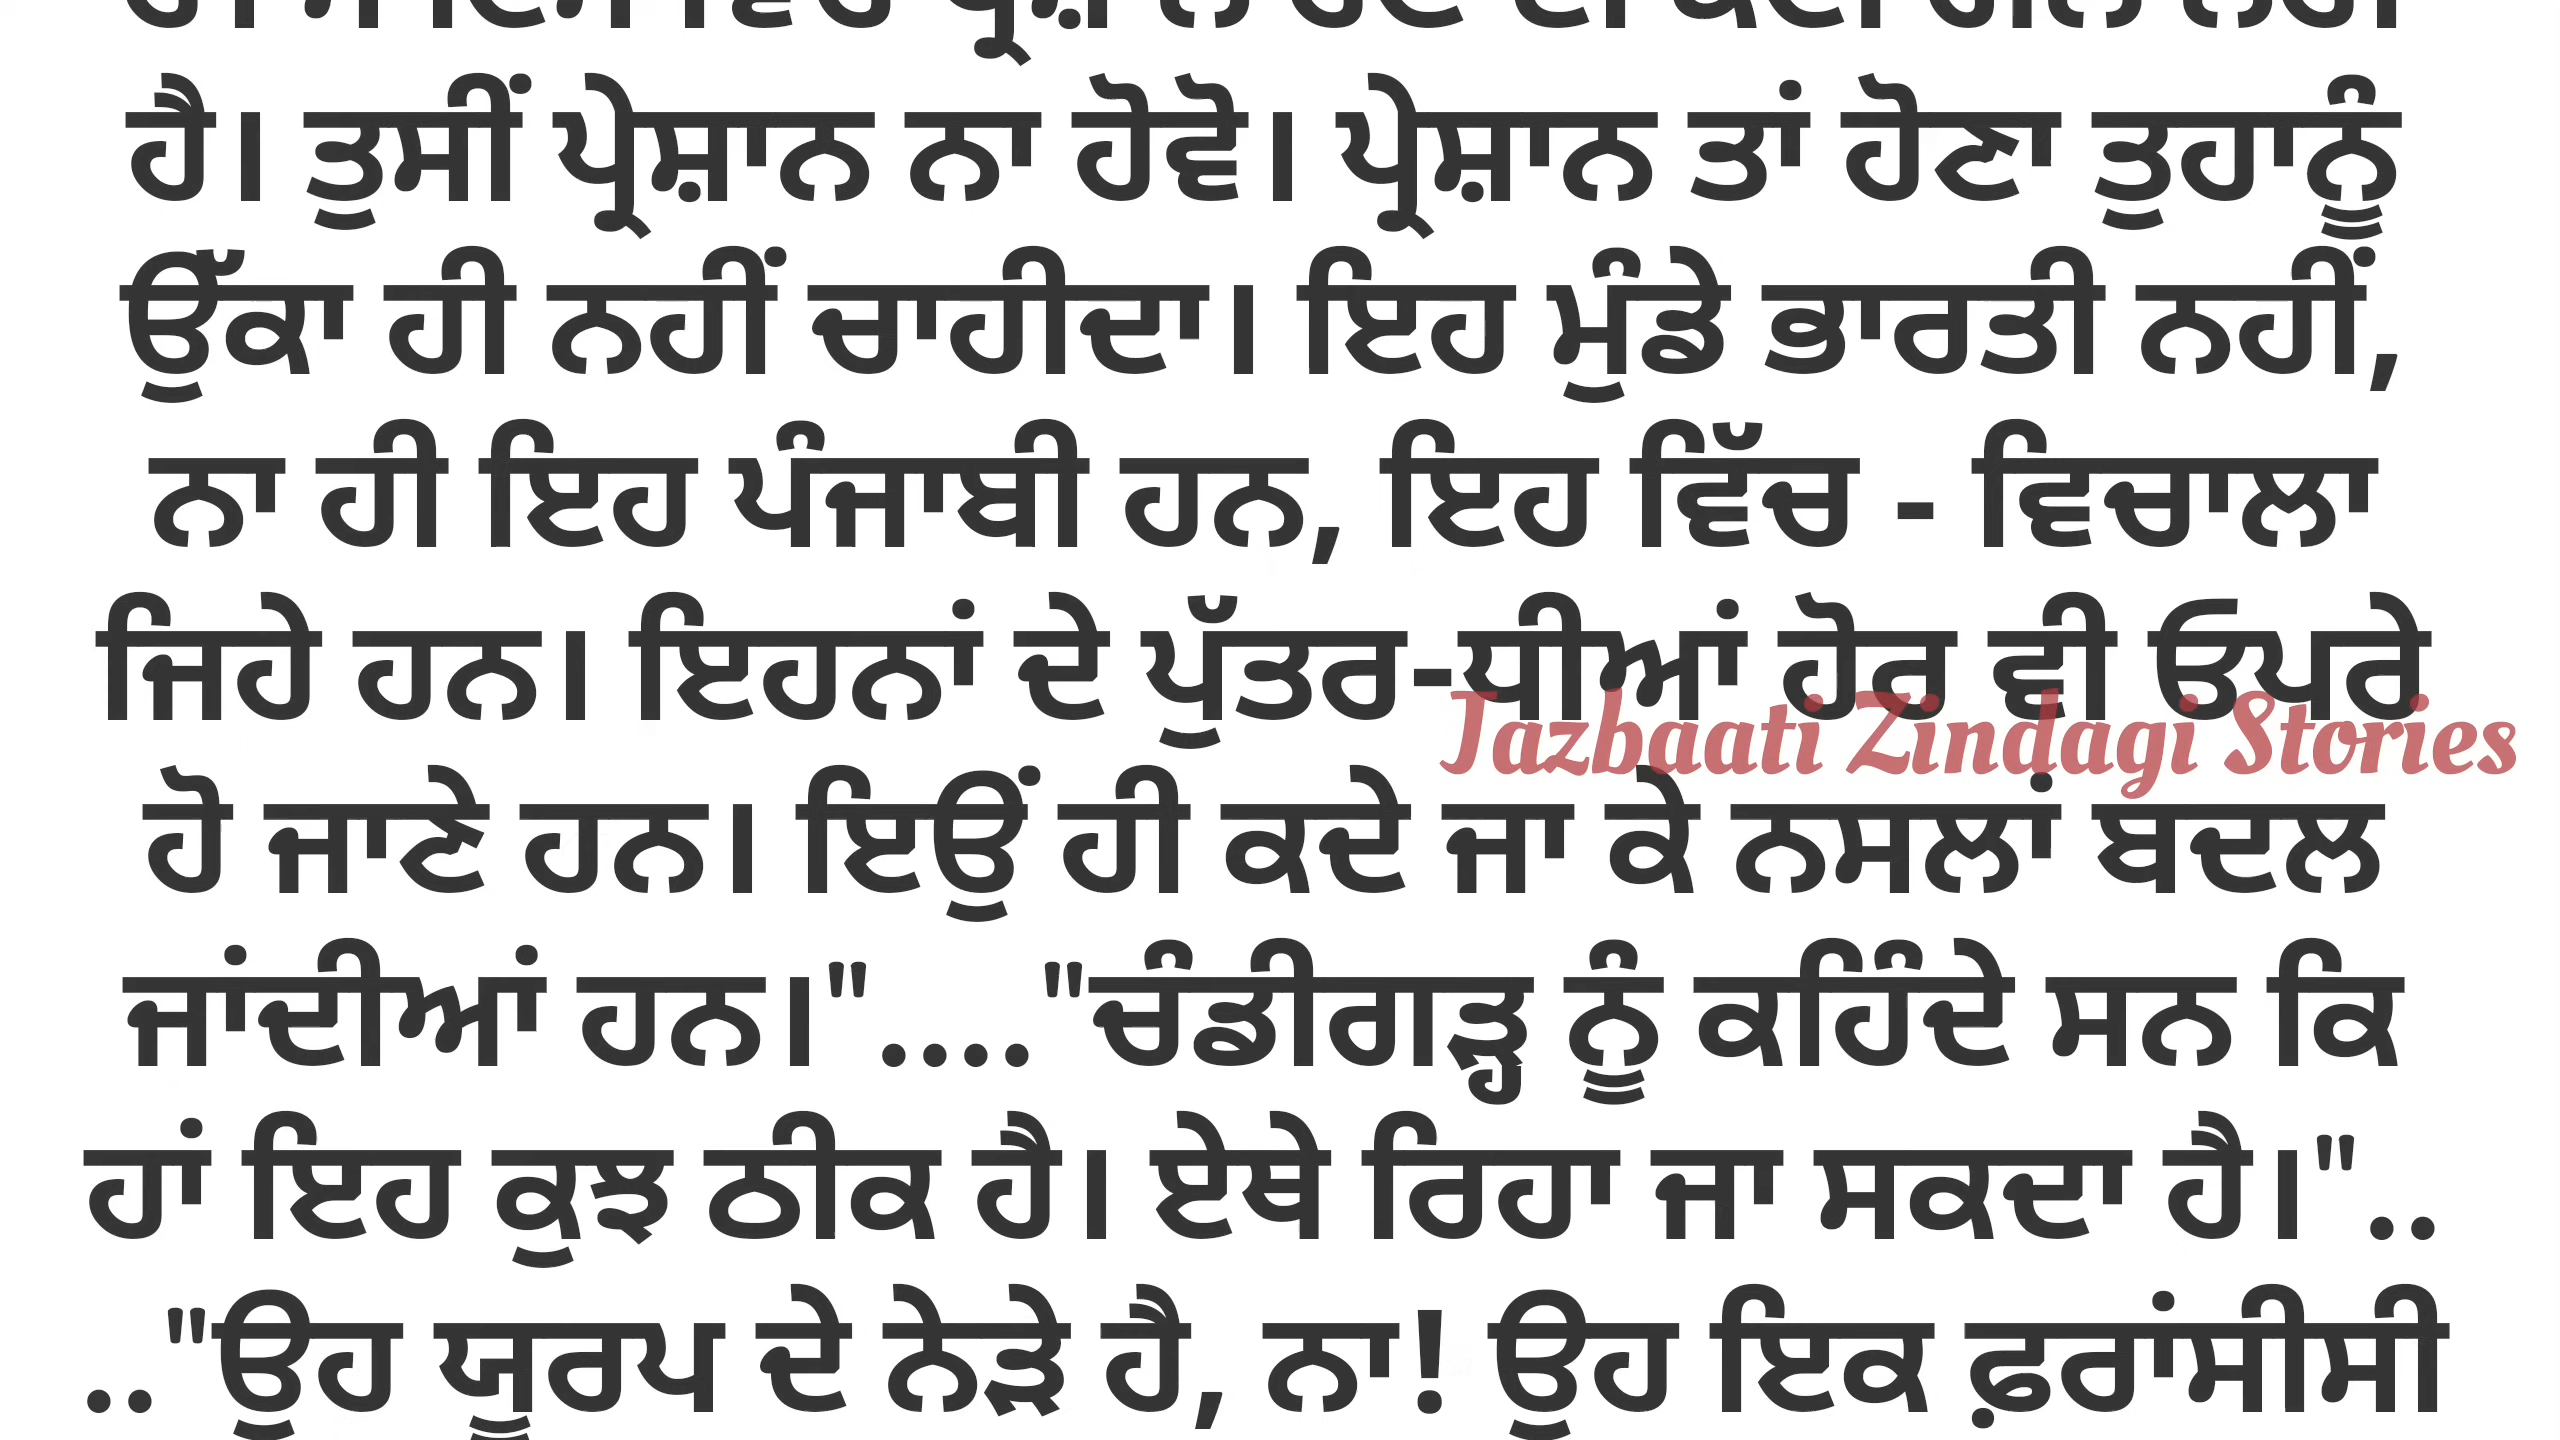 ਹੈ। ਤੁਸੀਂ ਪ੍ਰੇਸ਼ਾਨ ਨਾ ਹੋਵੋ। ਪ੍ਰੇਸ਼ਾਨ ਤਾਂ ਹੋਣਾ ਤੁਹਾਨੂੰ
ਉੱਕਾ ਹੀ ਨਹੀਂ ਚਾਹੀਦਾ। ਇਹ ਮੁੰਡੇ ਭਾਰਤੀ ਨਹੀਂ,
ਨਾ ਹੀ ਇਹ ਪੰਜਾਬੀ ਹਨ, ਇਹ ਵਿੱਚ - ਵਿਚਾਲਾ
ਜਿਹੇ ਹਨ। ਇਹਨਾਂ ਦੇ ਪੁੱਤਰ-ਧੀਆਂ ਹੋਰ ਵੀ ਓਪਰੇ
Jazbaati Zindagi Stories
ਹੋ ਜਾਣੇ ਹਨ। ਇਉਂ ਹੀ ਕਦੇ ਜਾ ਕੇ ਨਸਲਾਂ ਬਦਲ
ਜਾਂਦੀਆਂ ਹਨ।"...."ਚੰਡੀਗੜ੍ਹ ਨੂੰ ਕਹਿੰਦੇ ਸਨ ਕਿ
ਹਾਂ ਇਹ ਕੁਝ ਠੀਕ ਹੈ। ਏਥੇ ਰਿਹਾ ਜਾ ਸਕਦਾ ਹੈ।"..
.."ਉਹ ਯੂਰਪ ਦੇ ਨੇੜੇ ਹੈ, ਨਾ! ਉਹ ਇਕ ਫ਼ਰਾਂਸੀਸੀ